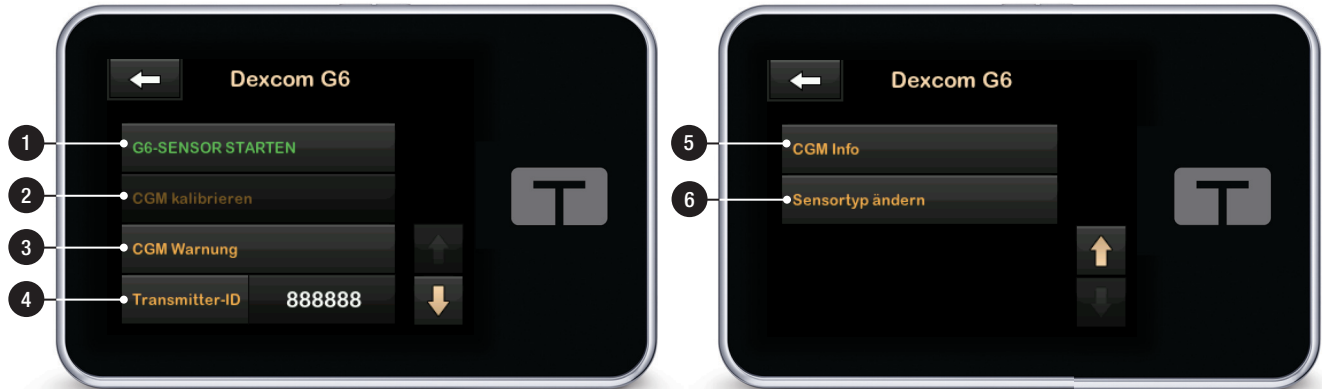 Dexcom G6
1 G6-SENSOR STARTEN
2 CGM kalibrieren
3 CGM Warnung
4 Transmitter-ID 888888
Dexcom G6
5 CGM Info
6 Sensortyp ändern